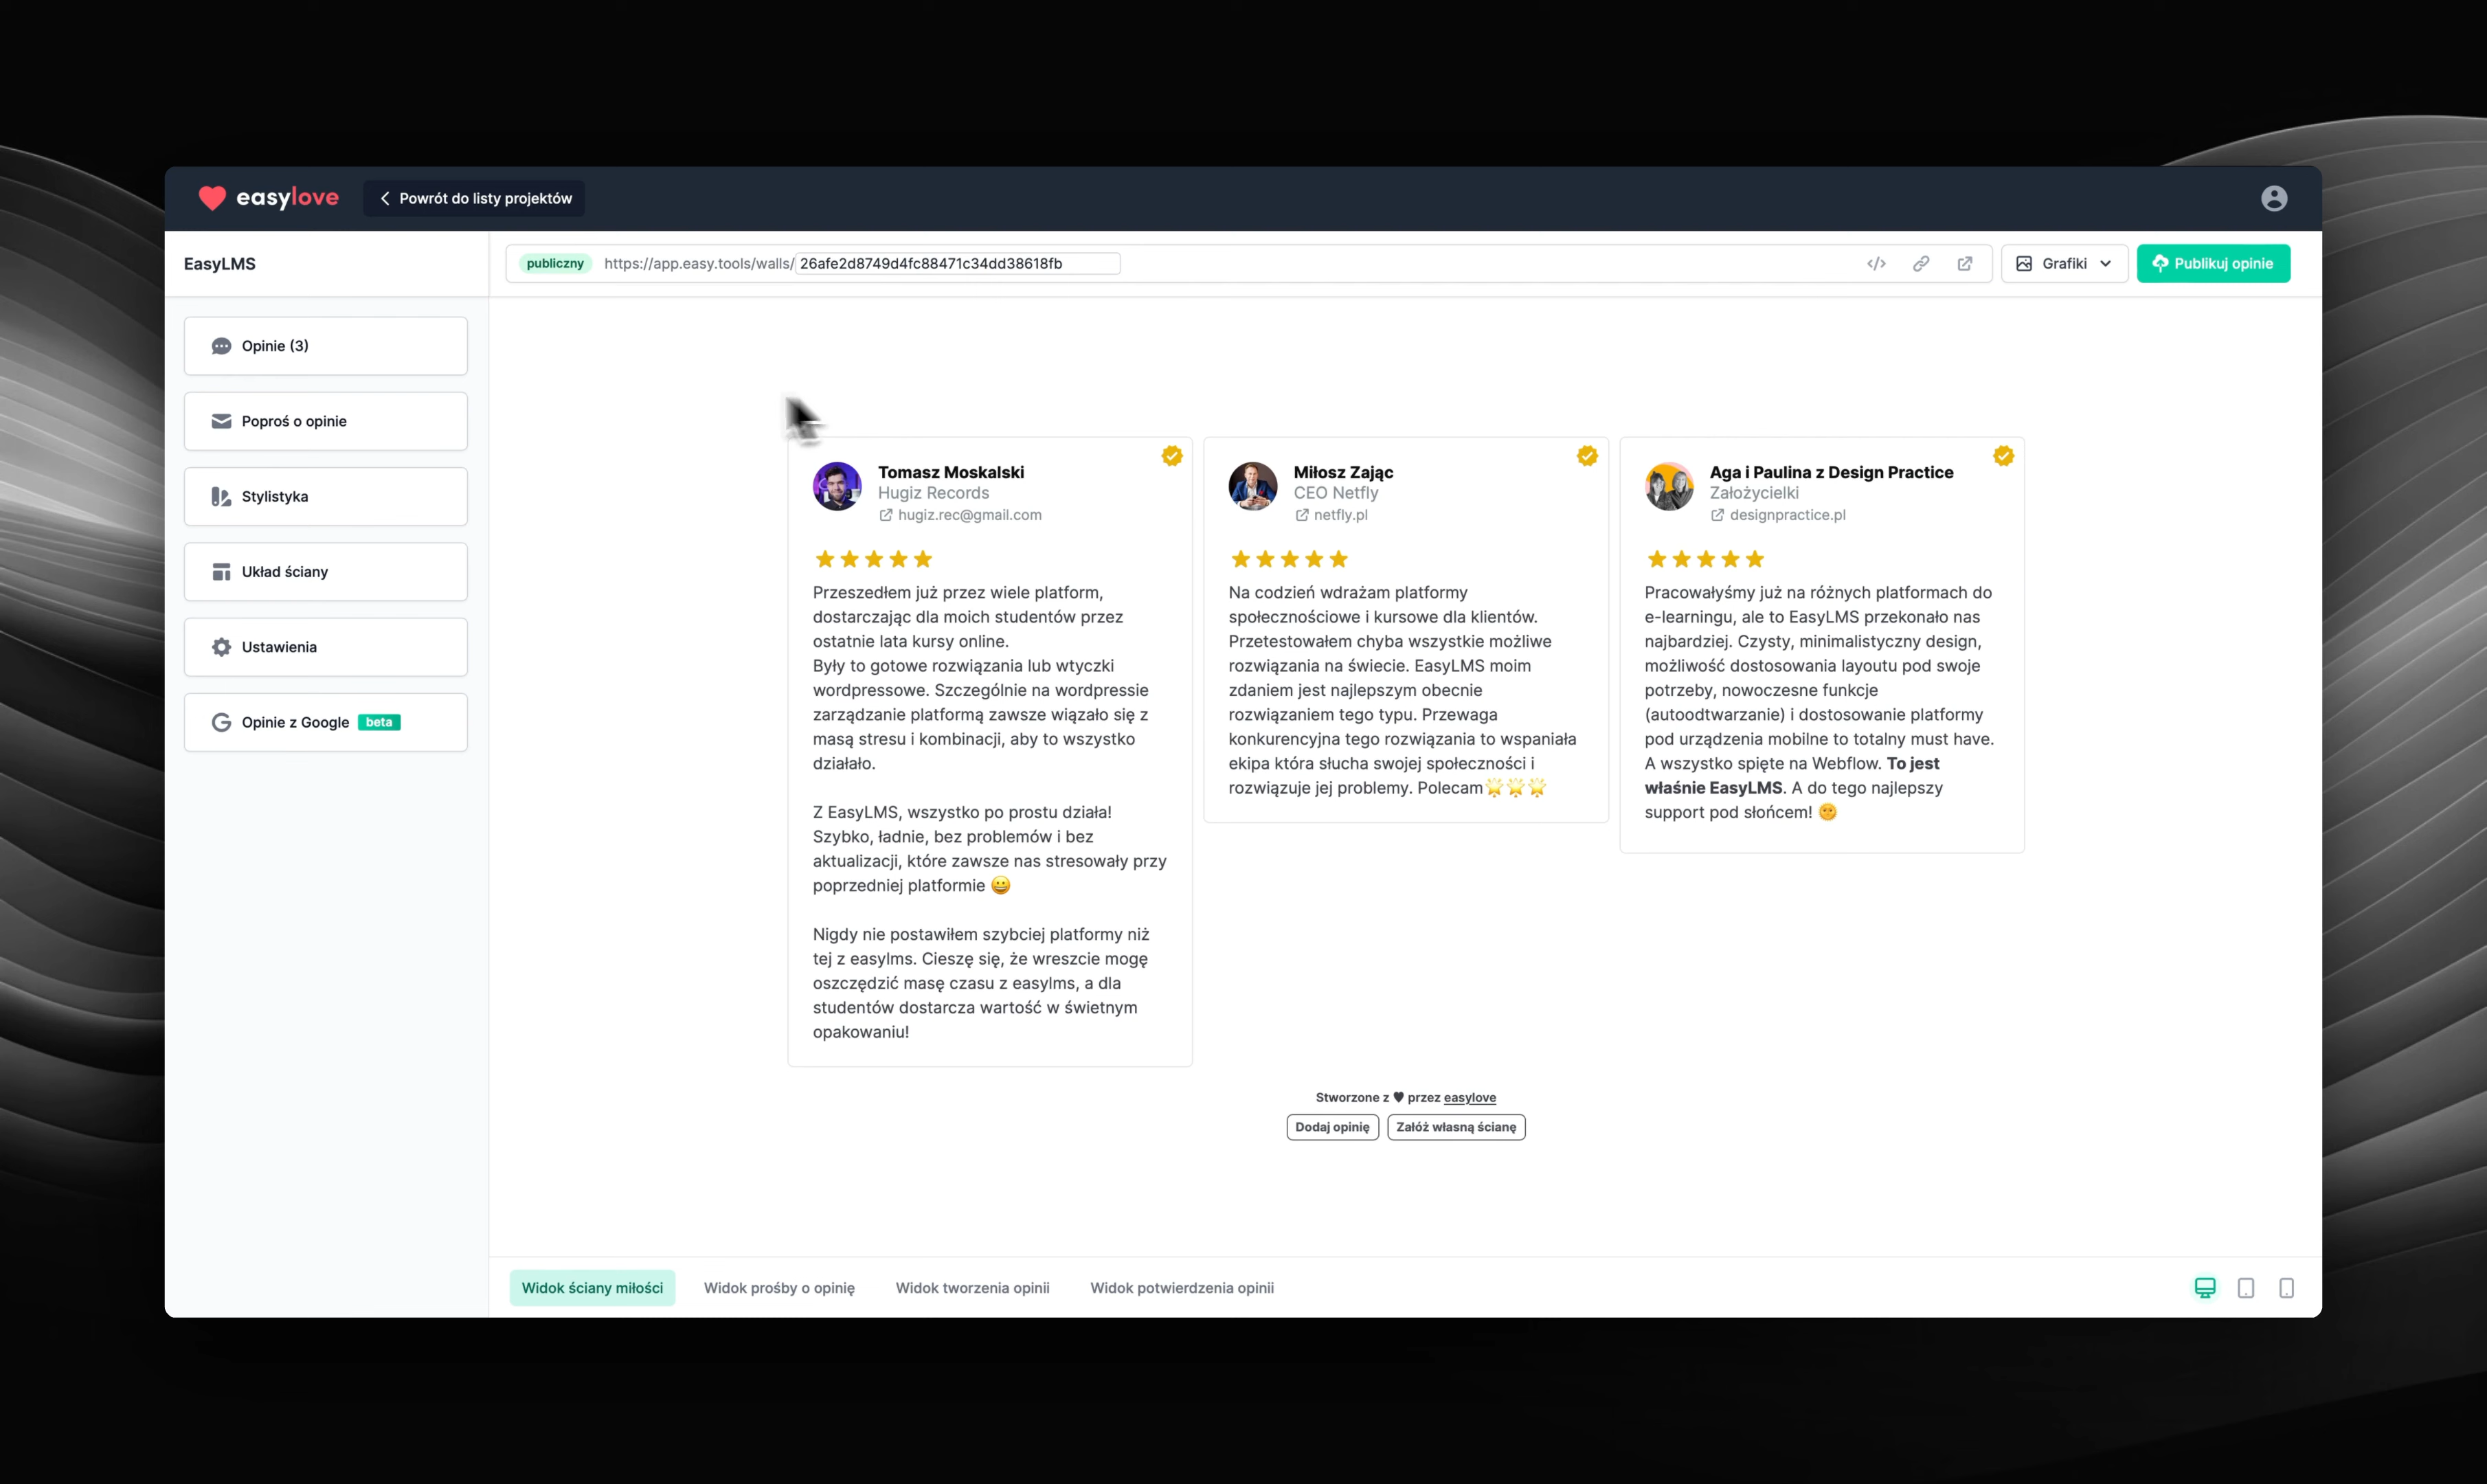 easylove
Powrót do listy projektów
EasyLMS
publiczny https://app.easy.tools/walls/ 26afe2d8749d4fc88471c34dd38618fb
Grafiki
Publikuj opinie
Opinie (3)
Poproś o opinie
Stylistyka
Układ ściany
Ustawienia
Opinie z Google beta
Tomasz Moskalski
Hugiz Records
hugiz.rec@gmail.com
Przeszedłem już przez wiele platform,
dostarczając dla moich studentów przez
ostatnie lata kursy online.
Były to gotowe rozwiązania lub wtyczki
wordpressowe. Szczególnie na wordpressie
zarządzanie platformą zawsze wiązało się z
masą stresu i kombinacji, aby to wszystko
działało.
Z EasyLMS, wszystko po prostu działa!
Szybko, ładnie, bez problemów i bez
aktualizacji, które zawsze nas stresowały przy
poprzedniej platformie 😀
Nigdy nie postawiłem szybciej platformy niż
tej z easylms. Cieszę się, że wreszcie mogę
oszczędzić masę czasu z easylms, a dla
studentów dostarcza wartość w świetnym
opakowaniu!
Miłosz Zając
CEO Netfly
netfly.pl
Na codzień wdrażam platformy
społecznościowe i kursowe dla klientów.
Przetestowałem chyba wszystkie możliwe
rozwiązania na świecie. EasyLMS moim
zdaniem jest najlepszym obecnie
rozwiązaniem tego typu. Przewaga
konkurencyjna tego rozwiązania to wspaniała
ekipa która słucha swojej społeczności i
rozwiązuje jej problemy. Polecam🌟🌟🌟
Aga i Paulina z Design Practice
Założycielki
designpractice.pl
Pracowałyśmy już na różnych platformach do
e-learningu, ale to EasyLMS przekonało nas
najbardziej. Czysty, minimalistyczny design,
możliwość dostosowania layoutu pod swoje
potrzeby, nowoczesne funkcje
(autoodtwarzanie) i dostosowanie platformy
pod urządzenia mobilne to totalny must have.
A wszystko spięte na Webflow. To jest
właśnie EasyLMS. A do tego najlepszy
support pod słońcem! 🌞
Stworzone z ♥ przez easylove
Dodaj opinię
Załóż własną ścianę
Widok ściany miłości
Widok prośby o opinię
Widok tworzenia opinii
Widok potwierdzenia opinii